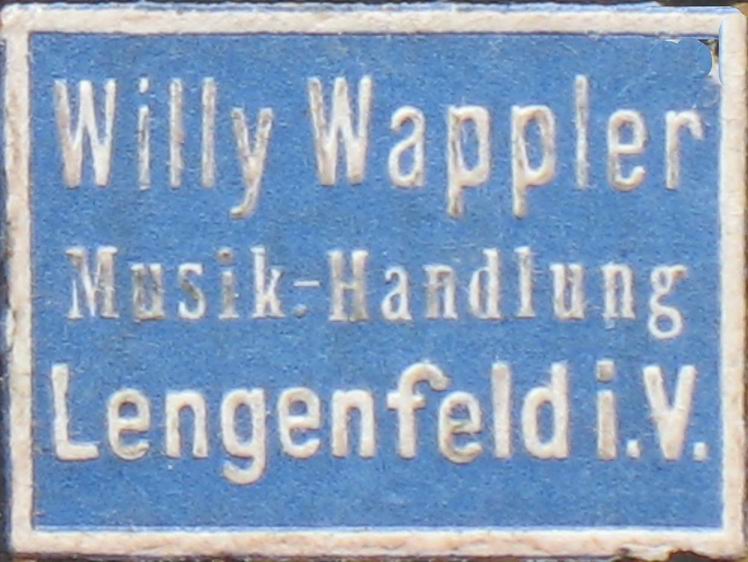 Willy Wappler
Musik-Handlung
Lengenfeld i.V.